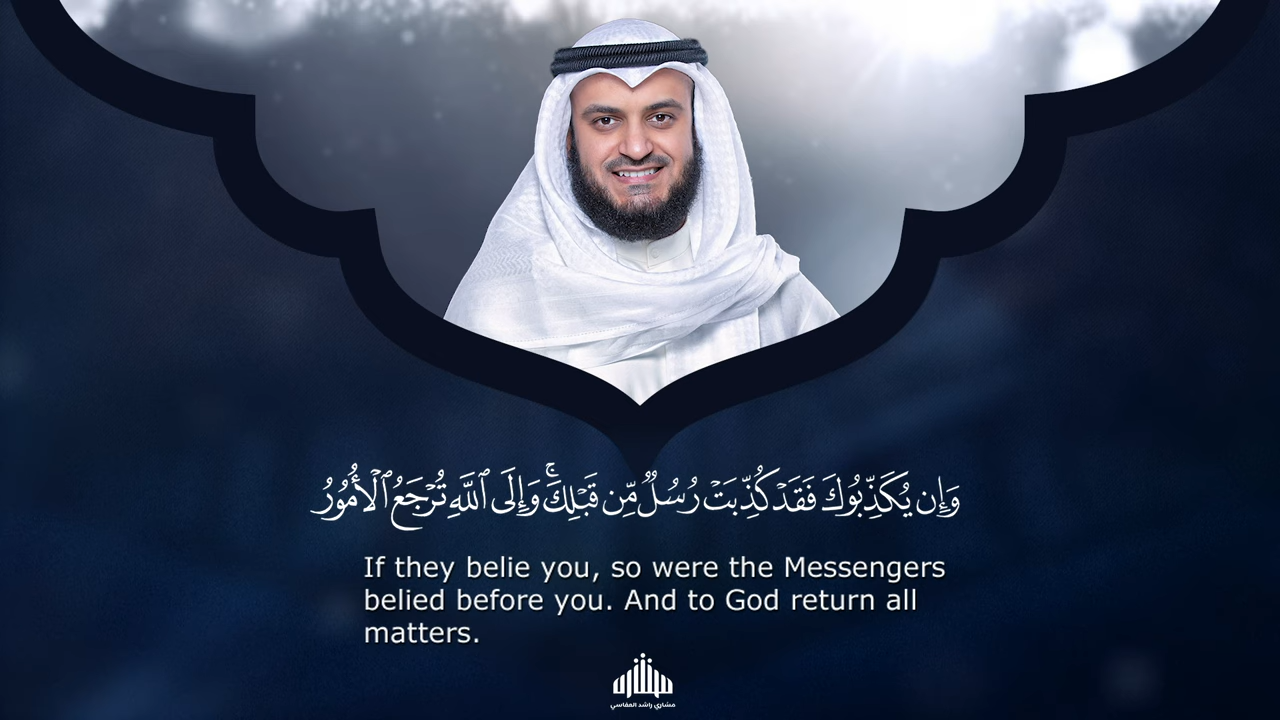 وَإِن يُكَذِّبُوكَ فَقَدْ كُذِّبَتْ رُسُلٌ مِّن قَبْلِكَ ۚ وَإِلَى ٱللَّهِ تُرْجَعُ ٱلْأُمُورُ
If they belie you, so were the Messengers
belied before you. And to God return all
matters.
مشاري راشد العفاسي